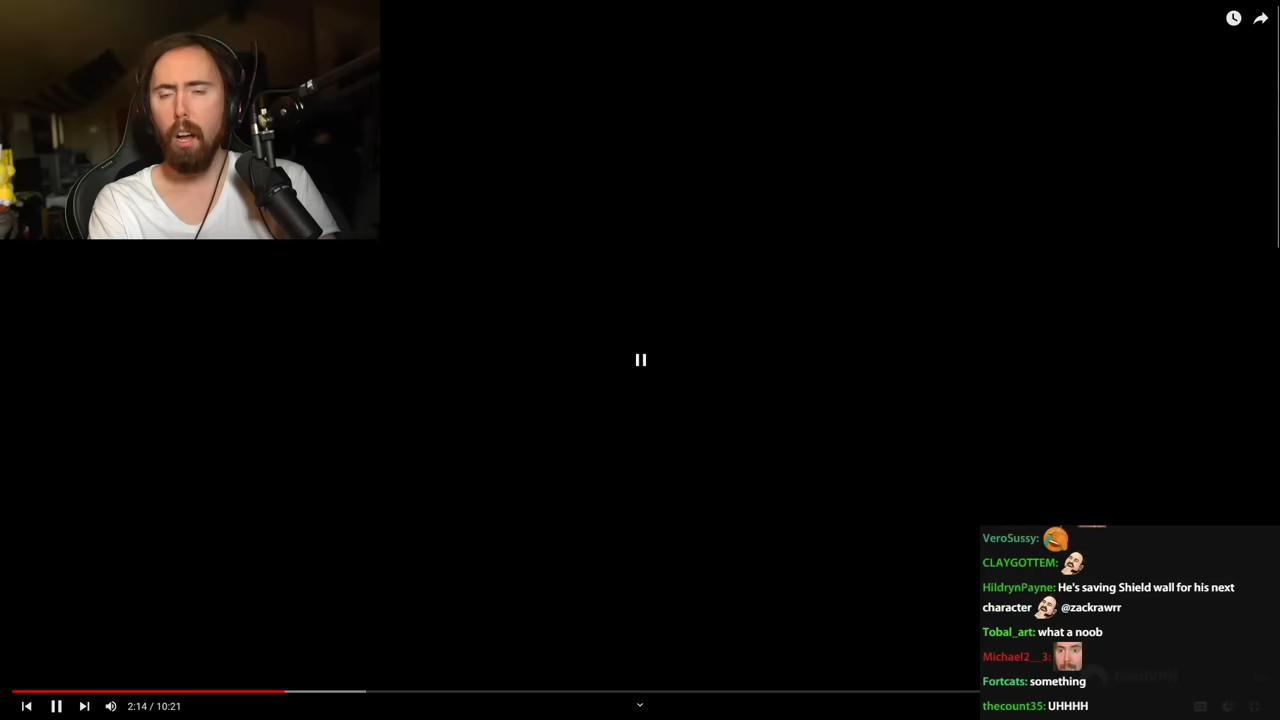 VeroSussy:
CLAYGOTTEM:
HildrynPayne: He's saving Shield wall for his next
character @zackrawrr
Tobal_art: what a noob
Michael2__3:
Fortcats: something
thecount35: UHHHH
2:14 / 10:21